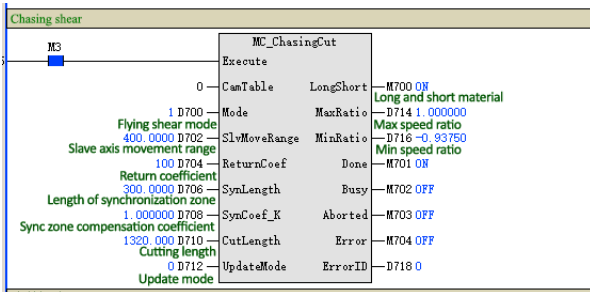 Chasing shear
M3
MC_ChasingCut
Execute
0 CamTable LongShort M700 ON
Long and short material
1 D700 Mode MaxRatio D714 1.000000
Flying shear mode Max speed ratio
400.0000 D702 SlvMoveRange MinRatio D716 -0.93750
Slave axis movement range Min speed ratio
100 D704 ReturnCoef Done M701 ON
Return coefficient
300.0000 D706 SynLength Busy M702 OFF
Length of synchronization zone
1.000000 D708 SynCoef_K Aborted M703 OFF
Sync zone compensation coefficient
1320.000 D710 CutLength Error M704 OFF
Cutting length
0 D712 UpdateMode ErrorID D718 0
Update mode